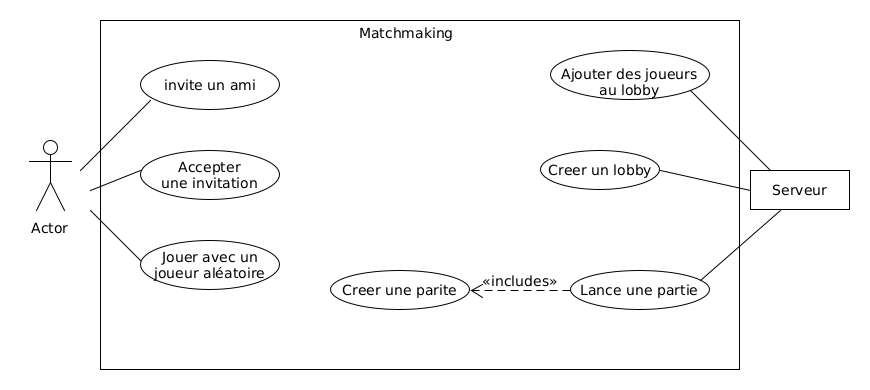 Matchmaking
invite un ami
Ajouter des joueurs
au lobby
Accepter
une invitation
Creer un lobby
Serveur
Actor
Jouer avec un
joueur aléatoire
Creer une parite
«includes»
Lance une partie